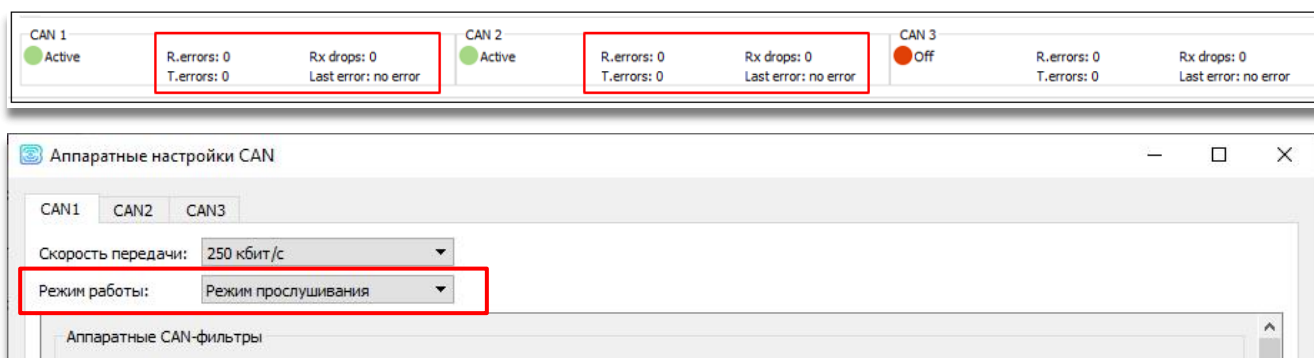 CAN 1
Active R.errors: 0 Rx drops: 0
T.errors: 0 Last error: no error
CAN 2
Active R.errors: 0 Rx drops: 0
T.errors: 0 Last error: no error
CAN 3
Off R.errors: 0 Rx drops: 0
T.errors: 0 Last error: no error
Аппаратные настройки CAN
CAN1 CAN2 CAN3
Скорость передачи: 250 кбит/с
Режим работы: Режим прослушивания
Аппаратные CAN-фильтры